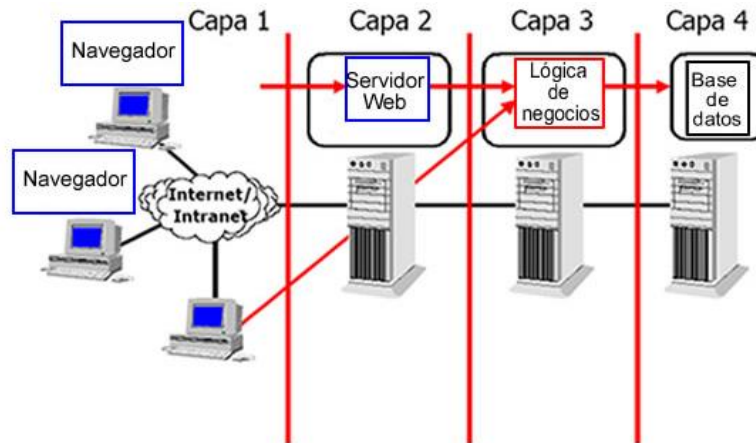 Capa 1
Capa 2
Capa 3
Capa 4
Navegador
Servidor
Web
Lógica
de
negocios
Base
de
datos
Navegador
Internet/
Intranet